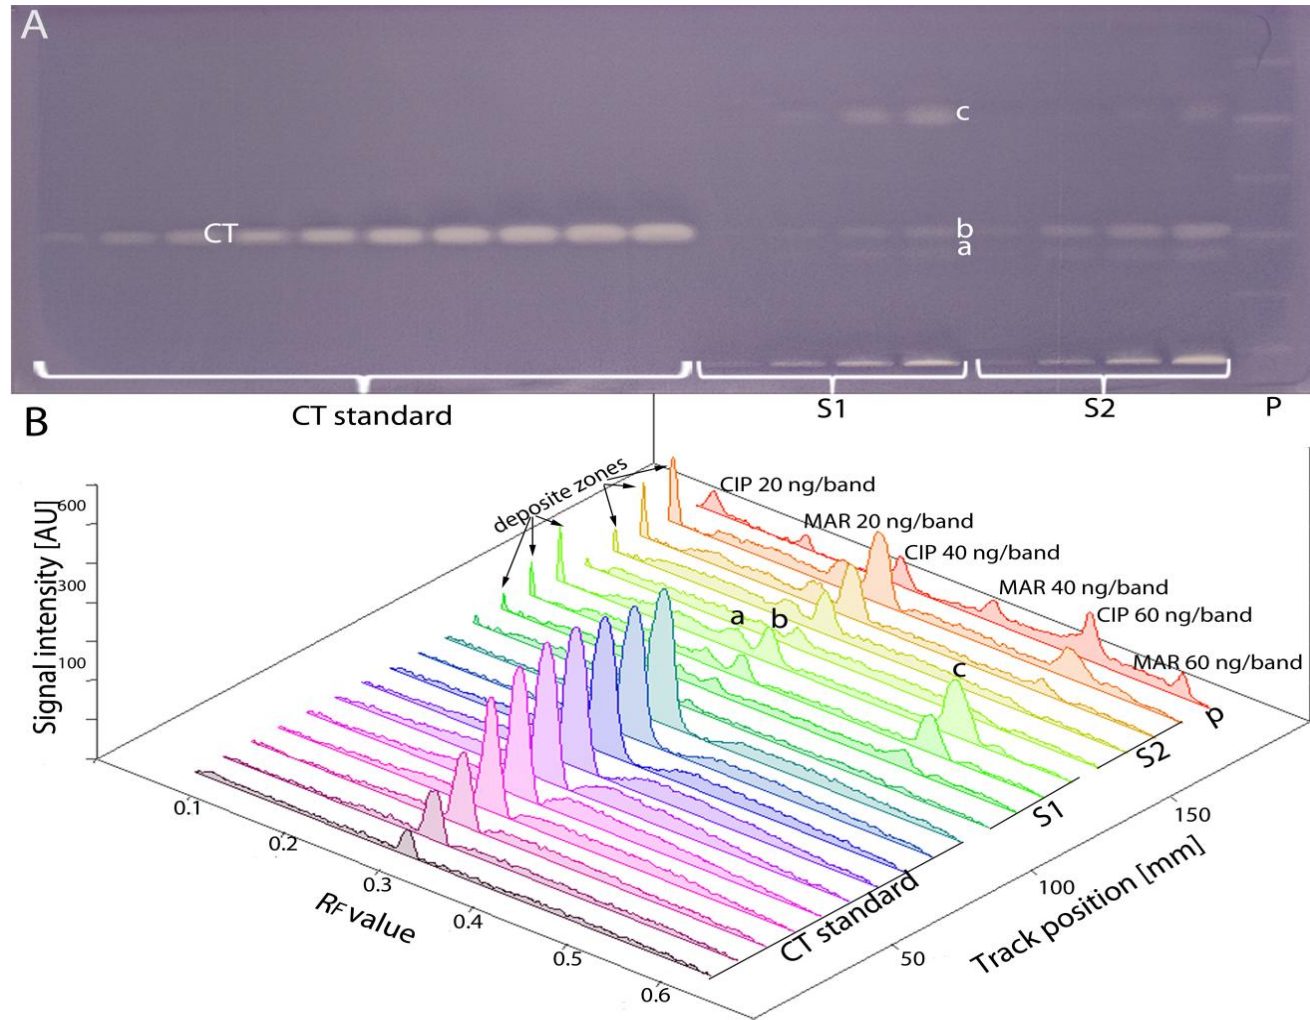 A
c
CT
b
a
CT standard
S1
S2
P
B
deposite zones
CIP 20 ng/band
MAR 20 ng/band
CIP 40 ng/band
MAR 40 ng/band
CIP 60 ng/band
MAR 60 ng/band
a
b
c
Signal intensity [AU]
600
300
100
p
S2
S1
CT standard
0.1
0.2
0.3
0.4
0.5
0.6
RF value
50
100
150
Track position [mm]